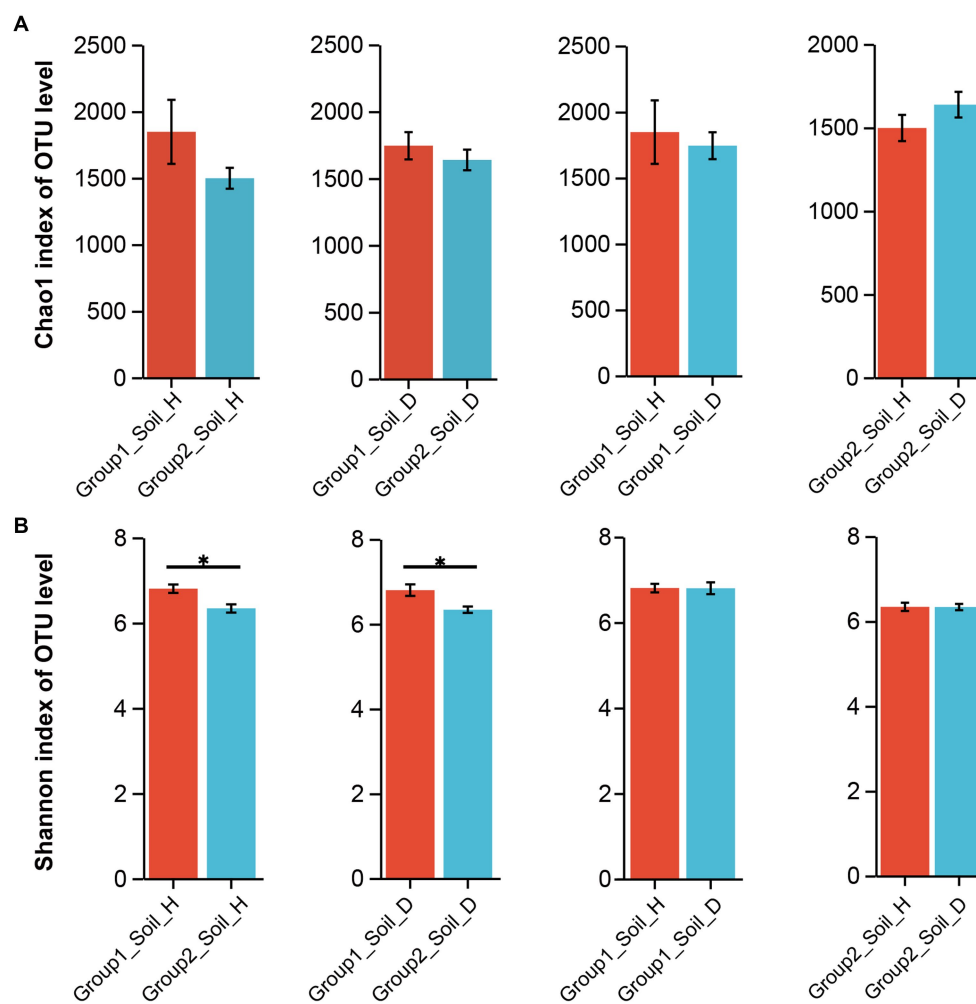 A
Chao1 index of OTU level
2500
2000
1500
1000
500
0
Group1_Soil_H
Group2_Soil_H
2500
2000
1500
1000
500
0
Group1_Soil_D
Group2_Soil_D
2500
2000
1500
1000
500
0
Group1_Soil_H
Group1_Soil_D
2000
1500
1000
500
0
Group2_Soil_H
Group2_Soil_D
B
Shannon index of OTU level
8
6
4
2
0
*
Group1_Soil_H
Group2_Soil_H
8
6
4
2
0
*
Group1_Soil_D
Group2_Soil_D
8
6
4
2
0
Group1_Soil_H
Group1_Soil_D
8
6
4
2
0
Group2_Soil_H
Group2_Soil_D